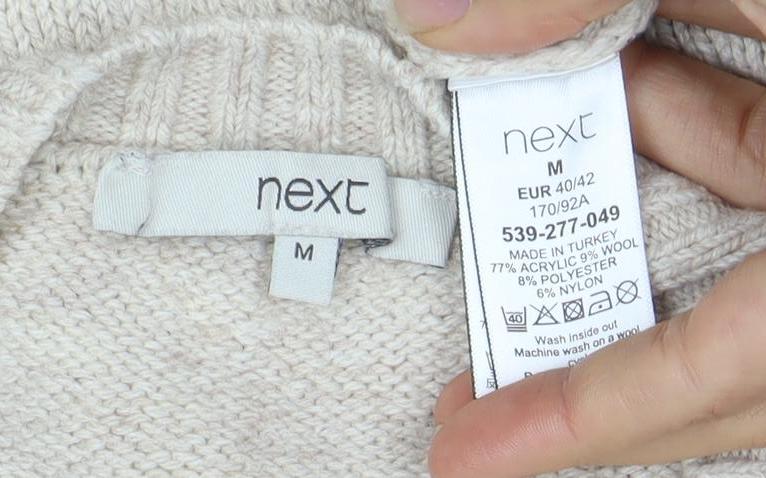 next
M
next
M
EUR 40/42
170/92A
539-277-049
MADE IN TURKEY
77% ACRYLIC 9% WOOL
8% POLYESTER
6% NYLON
40
Wash inside out
Machine wash on a wool